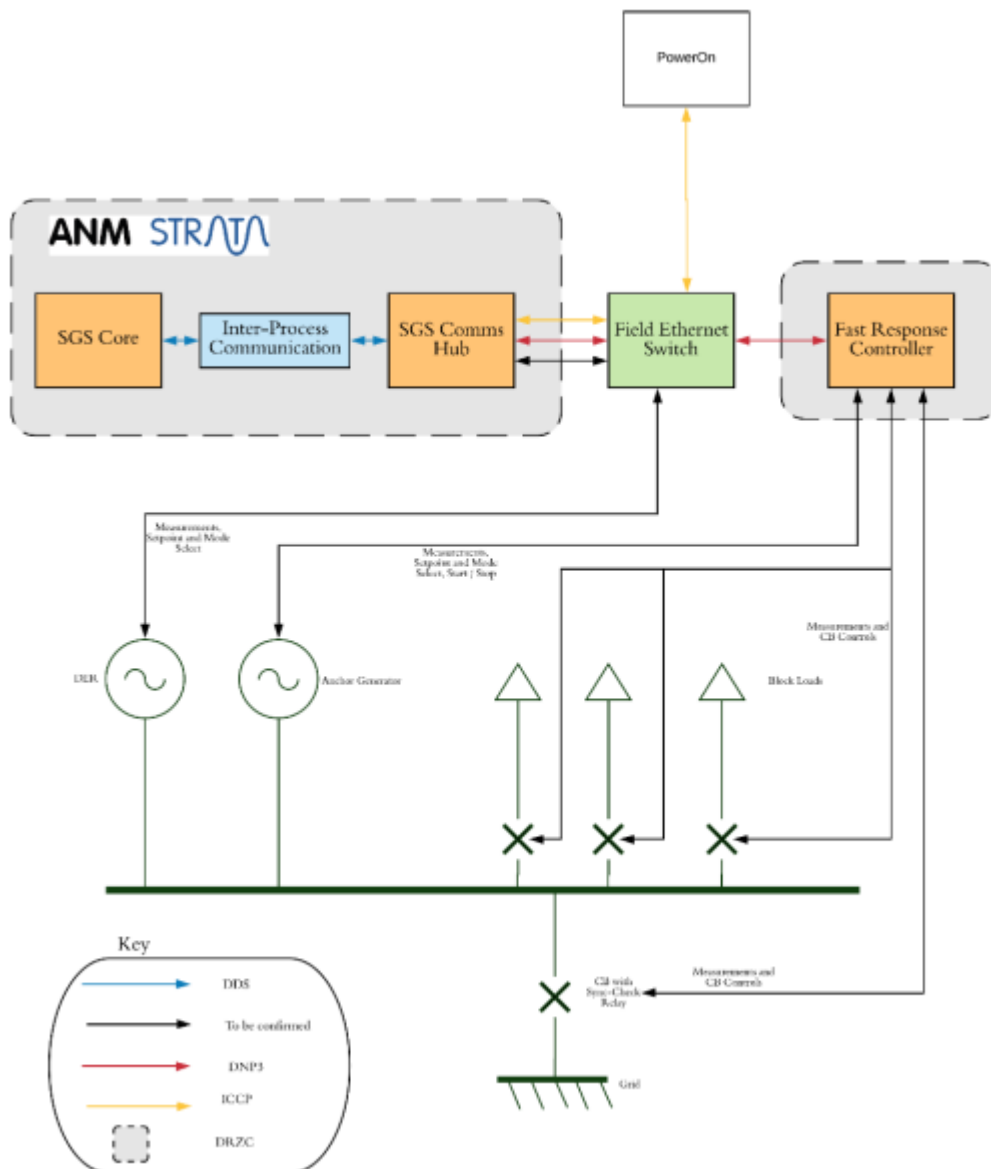 PowerOn
ANM STRATA
SGS Core
Inter-Process
Communication
SGS Comms
Hub
Field Ethernet
Switch
Fast Response
Controller
Measurements,
Setpoint and Mode
Select
Measurements,
Setpoint and Mode
Select, Start / Stop
Measurements and
CB Controls
DER
Anchor Generator
Block Loads
CB with
Sync-Check
Relay
Measurements and
CB Controls
Grid
Key
DDS
To be confirmed
DNP3
ICCP
DRZC